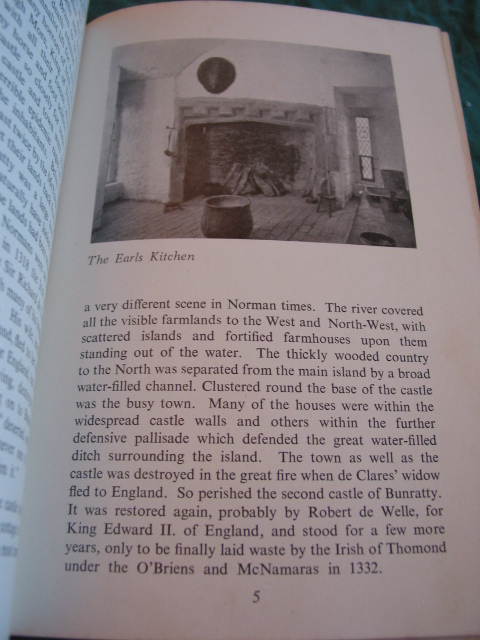 The Earls Kitchen
a very different scene in Norman times. The river covered
all the visible farmlands to the West and North-West, with
scattered islands and fortified farmhouses upon them
standing out of the water. The thickly wooded country
to the North was separated from the main island by a broad
water-filled channel. Clustered round the base of the castle
was the busy town. Many of the houses were within the
widespread castle walls and others within the further
defensive pallisade which defended the great water-filled
ditch surrounding the island. The town as well as the
castle was destroyed in the great fire when de Clares' widow
fled to England. So perished the second castle of Bunratty.
It was restored again, probably by Robert de Welle, for
King Edward II. of England, and stood for a few more
years, only to be finally laid waste by the Irish of Thomond
under the O'Briens and McNamaras in 1332.
5